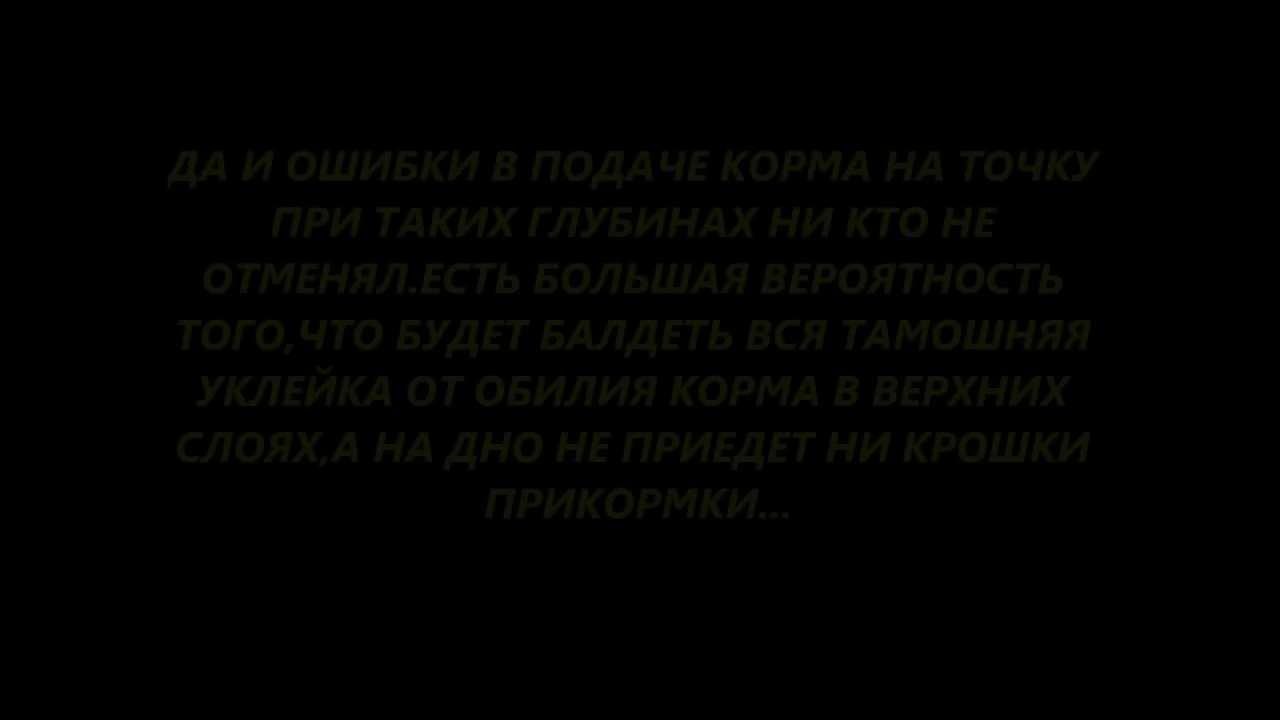 ДА И ОШИБКИ В ПОДАЧЕ КОРМА НА ТОЧКУ
ПРИ ТАКИХ ГЛУБИНАХ НИ КТО НЕ
ОТМЕНЯЛ.ЕСТЬ БОЛЬШАЯ ВЕРОЯТНОСТЬ
ТОГО,ЧТО БУДЕТ БАЛДЕТЬ ВСЯ ТАМОШНЯЯ
УКЛЕЙКА ОТ ОБИЛИЯ КОРМА В ВЕРХНИХ
СЛОЯХ,А НА ДНО НЕ ПРИЕДЕТ НИ КРОШКИ
ПРИКОРМКИ...